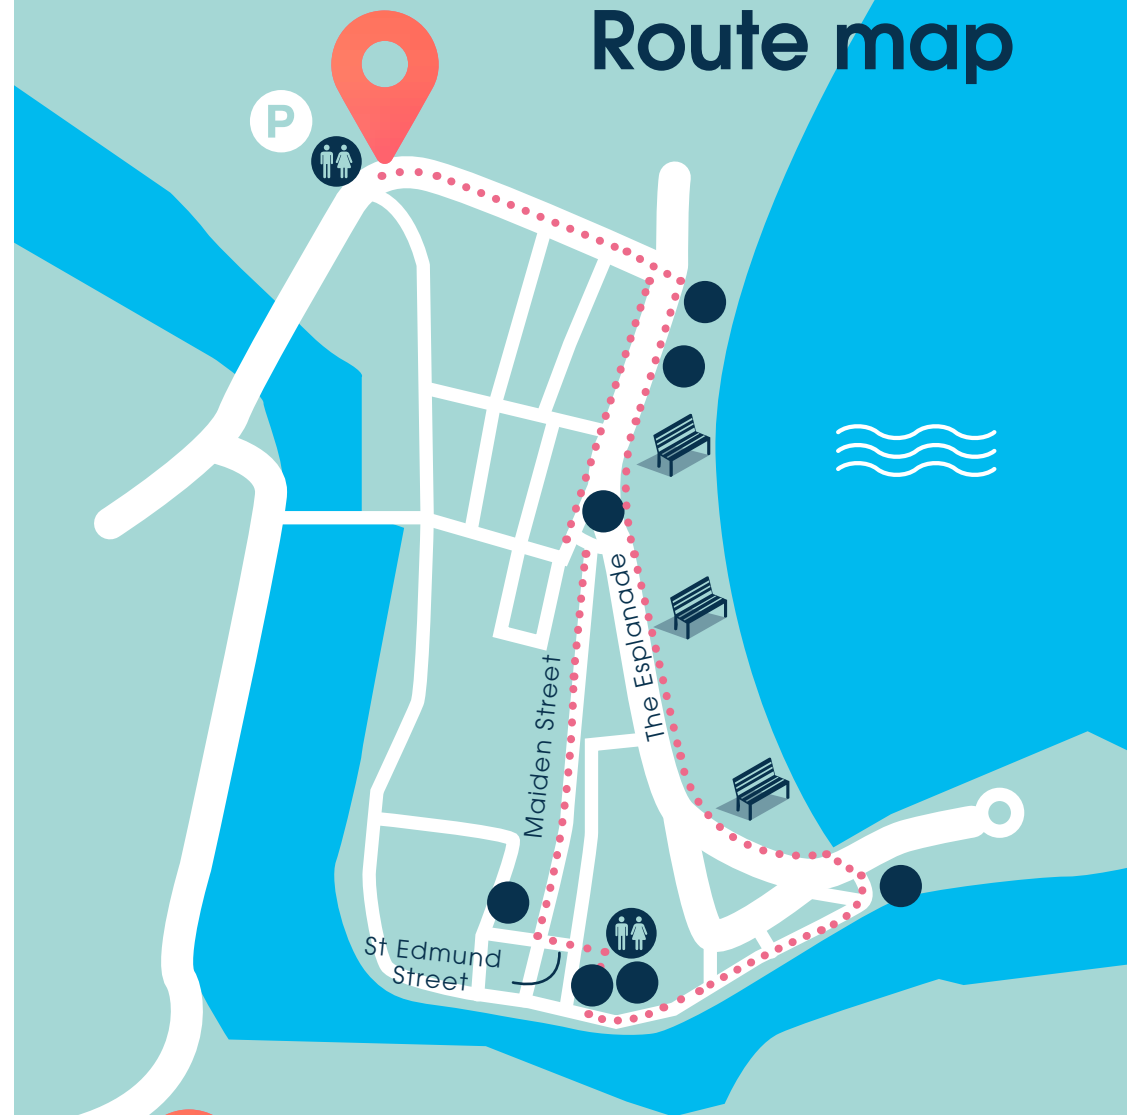 Route map
P
The Esplanade
Maiden Street
St Edmund
Street